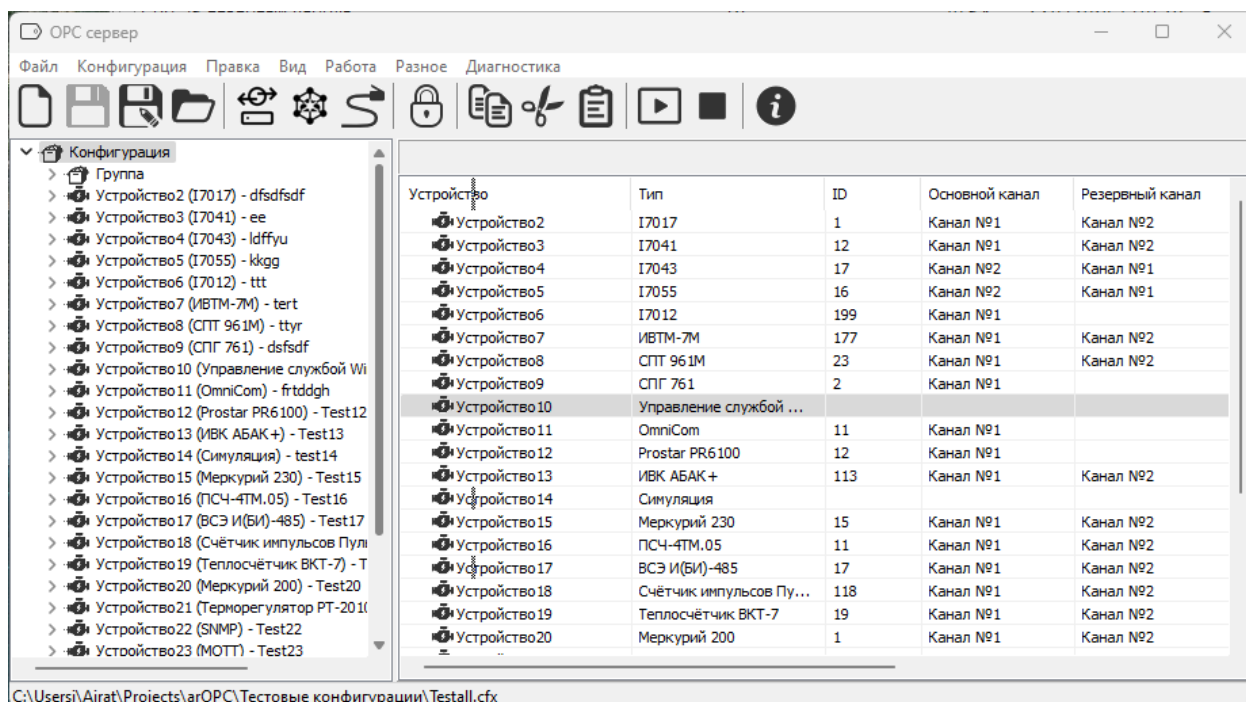 OPC сервер
Файл Конфигурация Правка Вид Работа Разное Диагностика
Конфигурация
Группа
Устройство2 (I7017) - dfsdfsdf
Устройство3 (I7041) - ee
Устройство4 (I7043) - ldffyu
Устройство5 (I7055) - kkgg
Устройство6 (I7012) - ttt
Устройство7 (ИВТМ-7М) - tert
Устройство8 (СПТ 961М) - ttyr
Устройство9 (СПГ 761) - dsfsdf
Устройство10 (Управление службой Wi
Устройство11 (OmniCom) - frtddgh
Устройство12 (Prostar PR6100) - Test12
Устройство13 (ИВК АБАК+) - Test13
Устройство14 (Симуляция) - test14
Устройство15 (Меркурий 230) - Test15
Устройство16 (ПСЧ-4ТМ.05) - Test16
Устройство17 (ВСЭ И(БИ)-485) - Test17
Устройство18 (Счётчик импульсов Пул
Устройство19 (Теплосчётчик ВКТ-7) - T
Устройство20 (Меркурий 200) - Test20
Устройство21 (Терморегулятор РТ-201
Устройство22 (SNMP) - Test22
Устройство23 (MQTT) - Test23
Устройство Тип ID Основной канал Резервный канал
Устройство2 I7017 1 Канал №1 Канал №2
Устройство3 I7041 12 Канал №1 Канал №2
Устройство4 I7043 17 Канал №2 Канал №1
Устройство5 I7055 16 Канал №2 Канал №1
Устройство6 I7012 199 Канал №1
Устройство7 ИВТМ-7М 177 Канал №1 Канал №2
Устройство8 СПТ 961М 23 Канал №1 Канал №2
Устройство9 СПГ 761 2 Канал №1
Устройство10 Управление службой ...
Устройство11 OmniCom 11 Канал №1
Устройство12 Prostar PR6100 12 Канал №1
Устройство13 ИВК АБАК+ 113 Канал №1 Канал №2
Устройство14 Симуляция
Устройство15 Меркурий 230 15 Канал №1 Канал №2
Устройство16 ПСЧ-4ТМ.05 11 Канал №1 Канал №2
Устройство17 ВСЭ И(БИ)-485 17 Канал №1 Канал №2
Устройство18 Счётчик импульсов Пу... 118 Канал №1 Канал №2
Устройство19 Теплосчётчик ВКТ-7 19 Канал №1 Канал №2
Устройство20 Меркурий 200 1 Канал №1 Канал №2
C:\Usersi\Airat\Projects\arOPC\Тестовые конфигурации\Testall.cfx